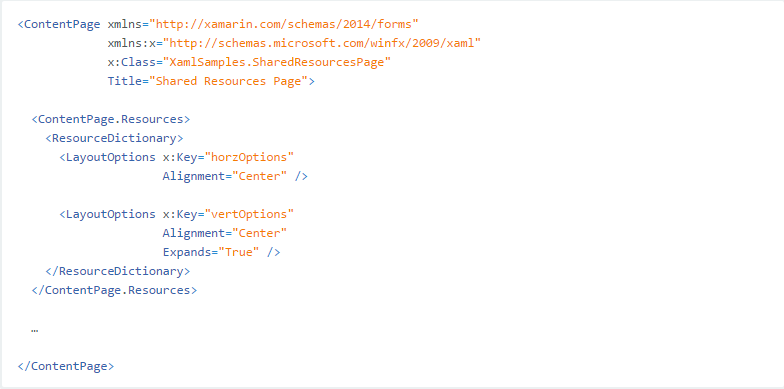 <ContentPage xmlns="http://xamarin.com/schemas/2014/forms"
             xmlns:x="http://schemas.microsoft.com/winfx/2009/xaml"
             x:Class="XamlSamples.SharedResourcesPage"
             Title="Shared Resources Page">
  <ContentPage.Resources>
    <ResourceDictionary>
      <LayoutOptions x:Key="horzOptions"
                     Alignment="Center" />
      <LayoutOptions x:Key="vertOptions"
                     Alignment="Center"
                     Expands="True" />
    </ResourceDictionary>
  </ContentPage.Resources>
  …
</ContentPage>